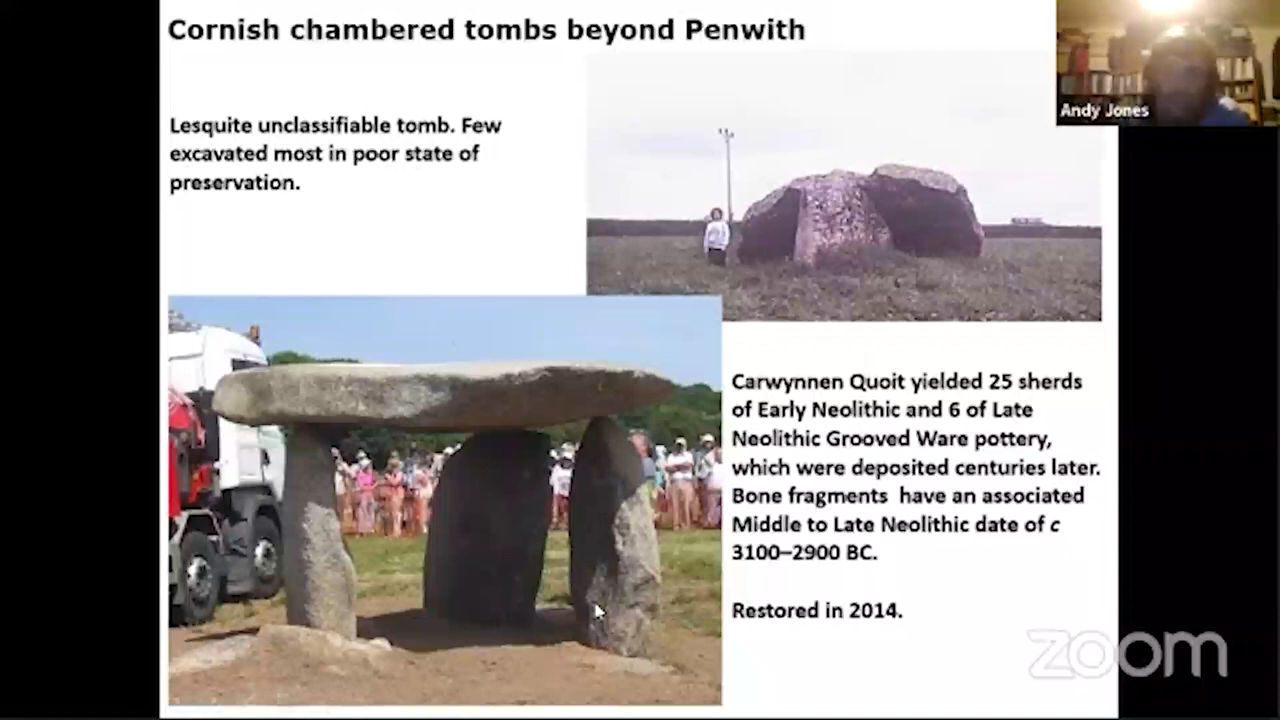 Cornish chambered tombs beyond Penwith
Andy Jones
Lesquite unclassifiable tomb. Few
excavated most in poor state of
preservation.
Carwynnen Quoit yielded 25 sherds
of Early Neolithic and 6 of Late
Neolithic Grooved Ware pottery,
which were deposited centuries later.
Bone fragments have an associated
Middle to Late Neolithic date of c
3100–2900 BC.
Restored in 2014.
zoom